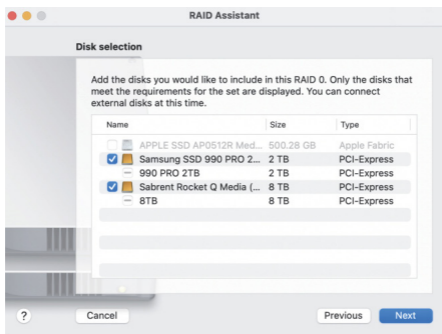 RAID Assistant
Disk selection
Add the disks you would like to include in this RAID 0. Only the disks that
meet the requirements for the set are displayed. You can connect
external disks at this time.
Name Size Type
APPLE SSD AP0512R Med... 500.28 GB Apple Fabric
Samsung SSD 990 PRO 2... 2 TB PCI-Express
990 PRO 2TB 2 TB PCI-Express
Sabrent Rocket Q Media (... 8 TB PCI-Express
8TB 8 TB PCI-Express
? Cancel Previous Next